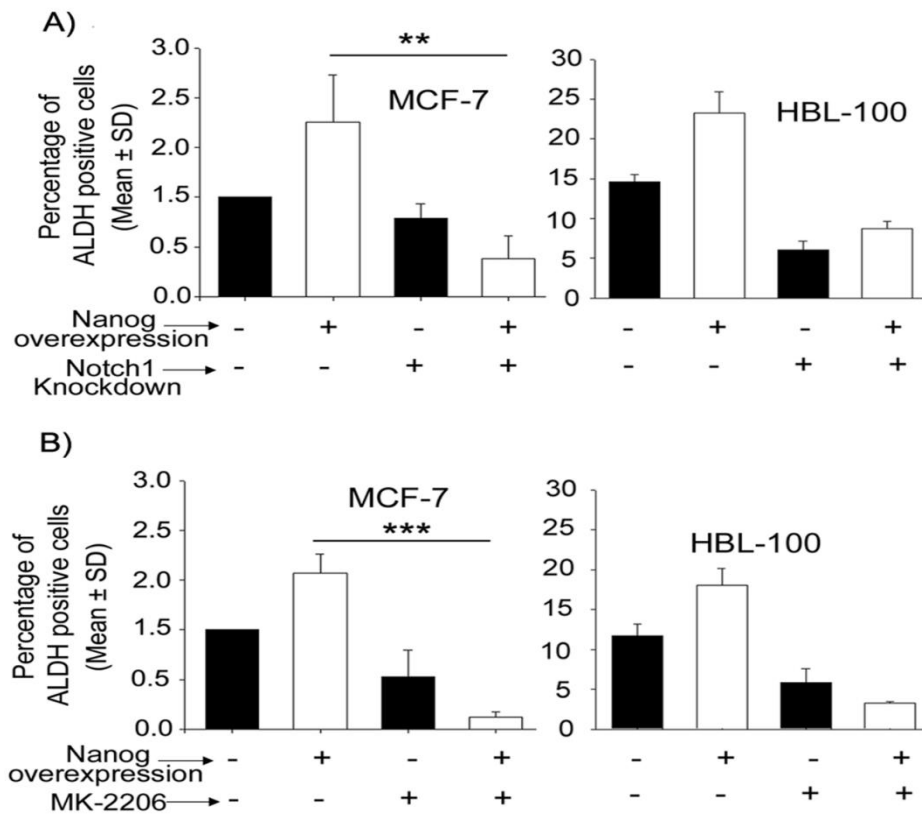 A)
Percentage of
ALDH positive cells
(Mean ± SD)
3.0
2.5
2.0
1.5
0.5
0.0
**
MCF-7
30
25
20
15
10
5
0
HBL-100
Nanog
overexpression
- + - + - + - +
Notch1
Knockdown
- - + + - - + +
B)
Percentage of
ALDH positive cells
(Mean ± SD)
3.0
2.5
2.0
1.5
0.5
0.0
MCF-7
***
30
25
20
15
10
5
0
HBL-100
Nanog
overexpression
- + - + - + - +
MK-2206
- - + + - - + +